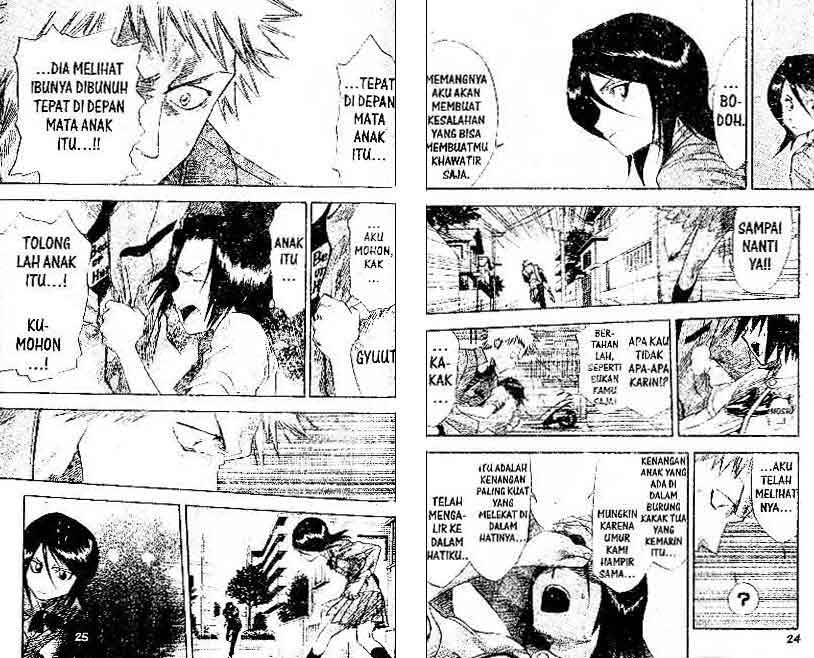 ...
BO-
DOH.
MEMANGNYA
AKU AKAN
MEMBUAT
KESALAHAN
YANG BISA
MEMBUATMU
KHAWATIR
SAJA.
SAMPAI
NANTI
YA!!
APA KAU
TIDAK
APA-APA
KARIN!?
BER-
TAHAN
LAH,
SEPERTI
BUKAN
KAMU
SAJA!
...
KA-
KAK
...
...AKU
TELAH
MELIHAT
NYA...
?
KENANGAN
ANAK YANG
ADA DI
DALAM
BURUNG
KAKAK TUA
YANG
KEMARIN
ITU...
MUNGKIN
KARENA
UMUR
KAMI
HAMPIR
SAMA...
ITU ADALAH
KENANGAN
PALING KUAT
YANG
MELEKAT DI
DALAM
HATINYA...
TELAH
MENGA-
LIR KE
DALAM
HATIKU..
24
...TEPAT
DI DEPAN
MATA
ANAK
ITU...
...DIA MELIHAT
IBUNYA DIBUNUH
TEPAT DI DEPAN
MATA ANAK
ITU...!!
...
AKU
MOHON,
KAK
...
GYUUT
ANAK
ITU
...
TOLONG
LAH ANAK
ITU...!
KU-
MOHON
...!
25